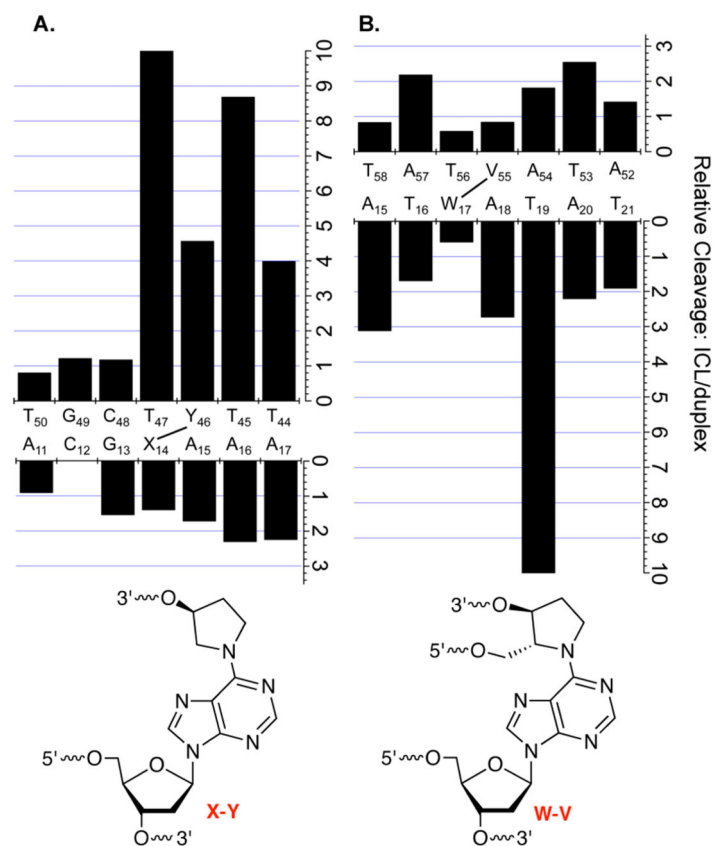 A. B.
10
9
8
7
6
5
4
3
2
1
0
3
2
1
0
T58 A57 T56 V55 A54 T53 A52
A15 T16 W17 A18 T19 A20 T21
0
1
2
3
4
5
6
7
8
9
10
Relative Cleavage: ICL/duplex
T50 G49 C48 T47 Y46 T45 T44
A11 C12 G13 X14 A15 A16 A17
0
1
2
3
3' O
N
N N
N N
5' O O
O 3'
X-Y
3' O
5' O N
N N
N N
5' O O
O 3'
W-V